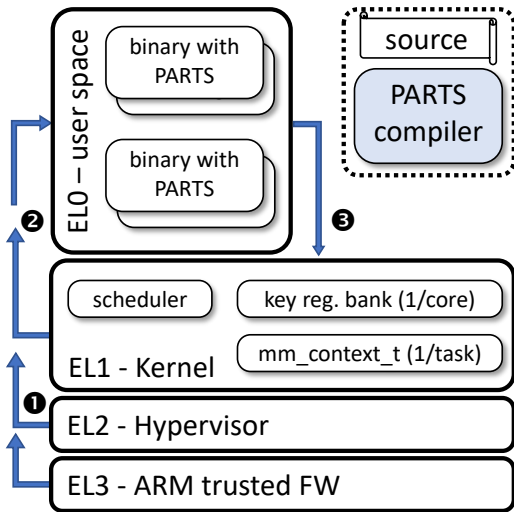 EL0 – user space
binary with
PARTS
binary with
PARTS
source
PARTS
compiler
❷
❸
scheduler
key reg. bank (1/core)
mm_context_t (1/task)
EL1 - Kernel
❶
EL2 - Hypervisor
EL3 - ARM trusted FW